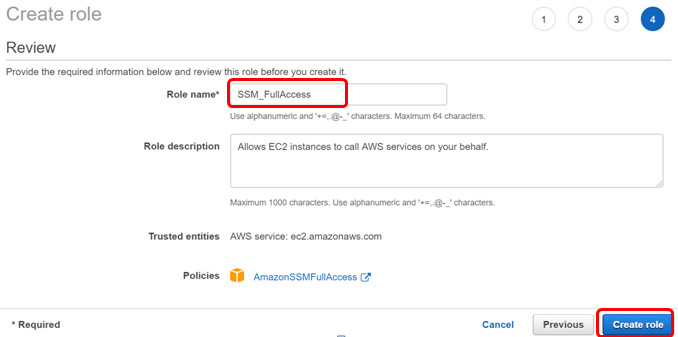 Create role
1 2 3 4
Review
Provide the required information below and review this role before you create it.
Role name* SSM_FullAccess
Use alphanumeric and '+=,.@-_' characters. Maximum 64 characters.
Role description Allows EC2 instances to call AWS services on your behalf.
Maximum 1000 characters. Use alphanumeric and '+=,.@-_' characters.
Trusted entities AWS service: ec2.amazonaws.com
Policies AmazonSSMFullAccess
* Required Cancel Previous Create role